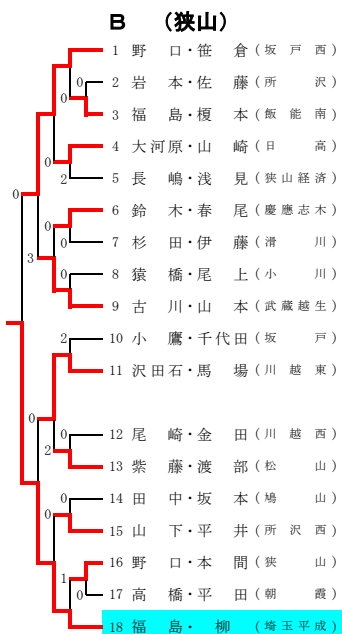 B （狭山）
1 野口・笹倉（坂戸西）
0
2 岩本・佐藤（所沢）
0
3 福島・榎本（飯能南）
4 大河原・山崎（日高）
0
2 5 長嶋・浅見（狭山経済）
0
6 鈴木・春尾（慶應志木）
0
0 7 杉田・伊藤（滑川）
3
0 8 猿橋・尾上（小川）
9 古川・山本（武蔵越生）
2 10 小鷹・千代田（坂戸）
11 沢田石・馬場（川越東）
0
0 12 尾崎・金田（川越西）
2
13 紫藤・渡部（松山）
0 14 田中・坂本（鳩山）
0
15 山下・平井（所沢西）
16 野口・本間（狭山）
1
0 17 高橋・平田（朝霞）
18 福島・柳（埼玉平成）